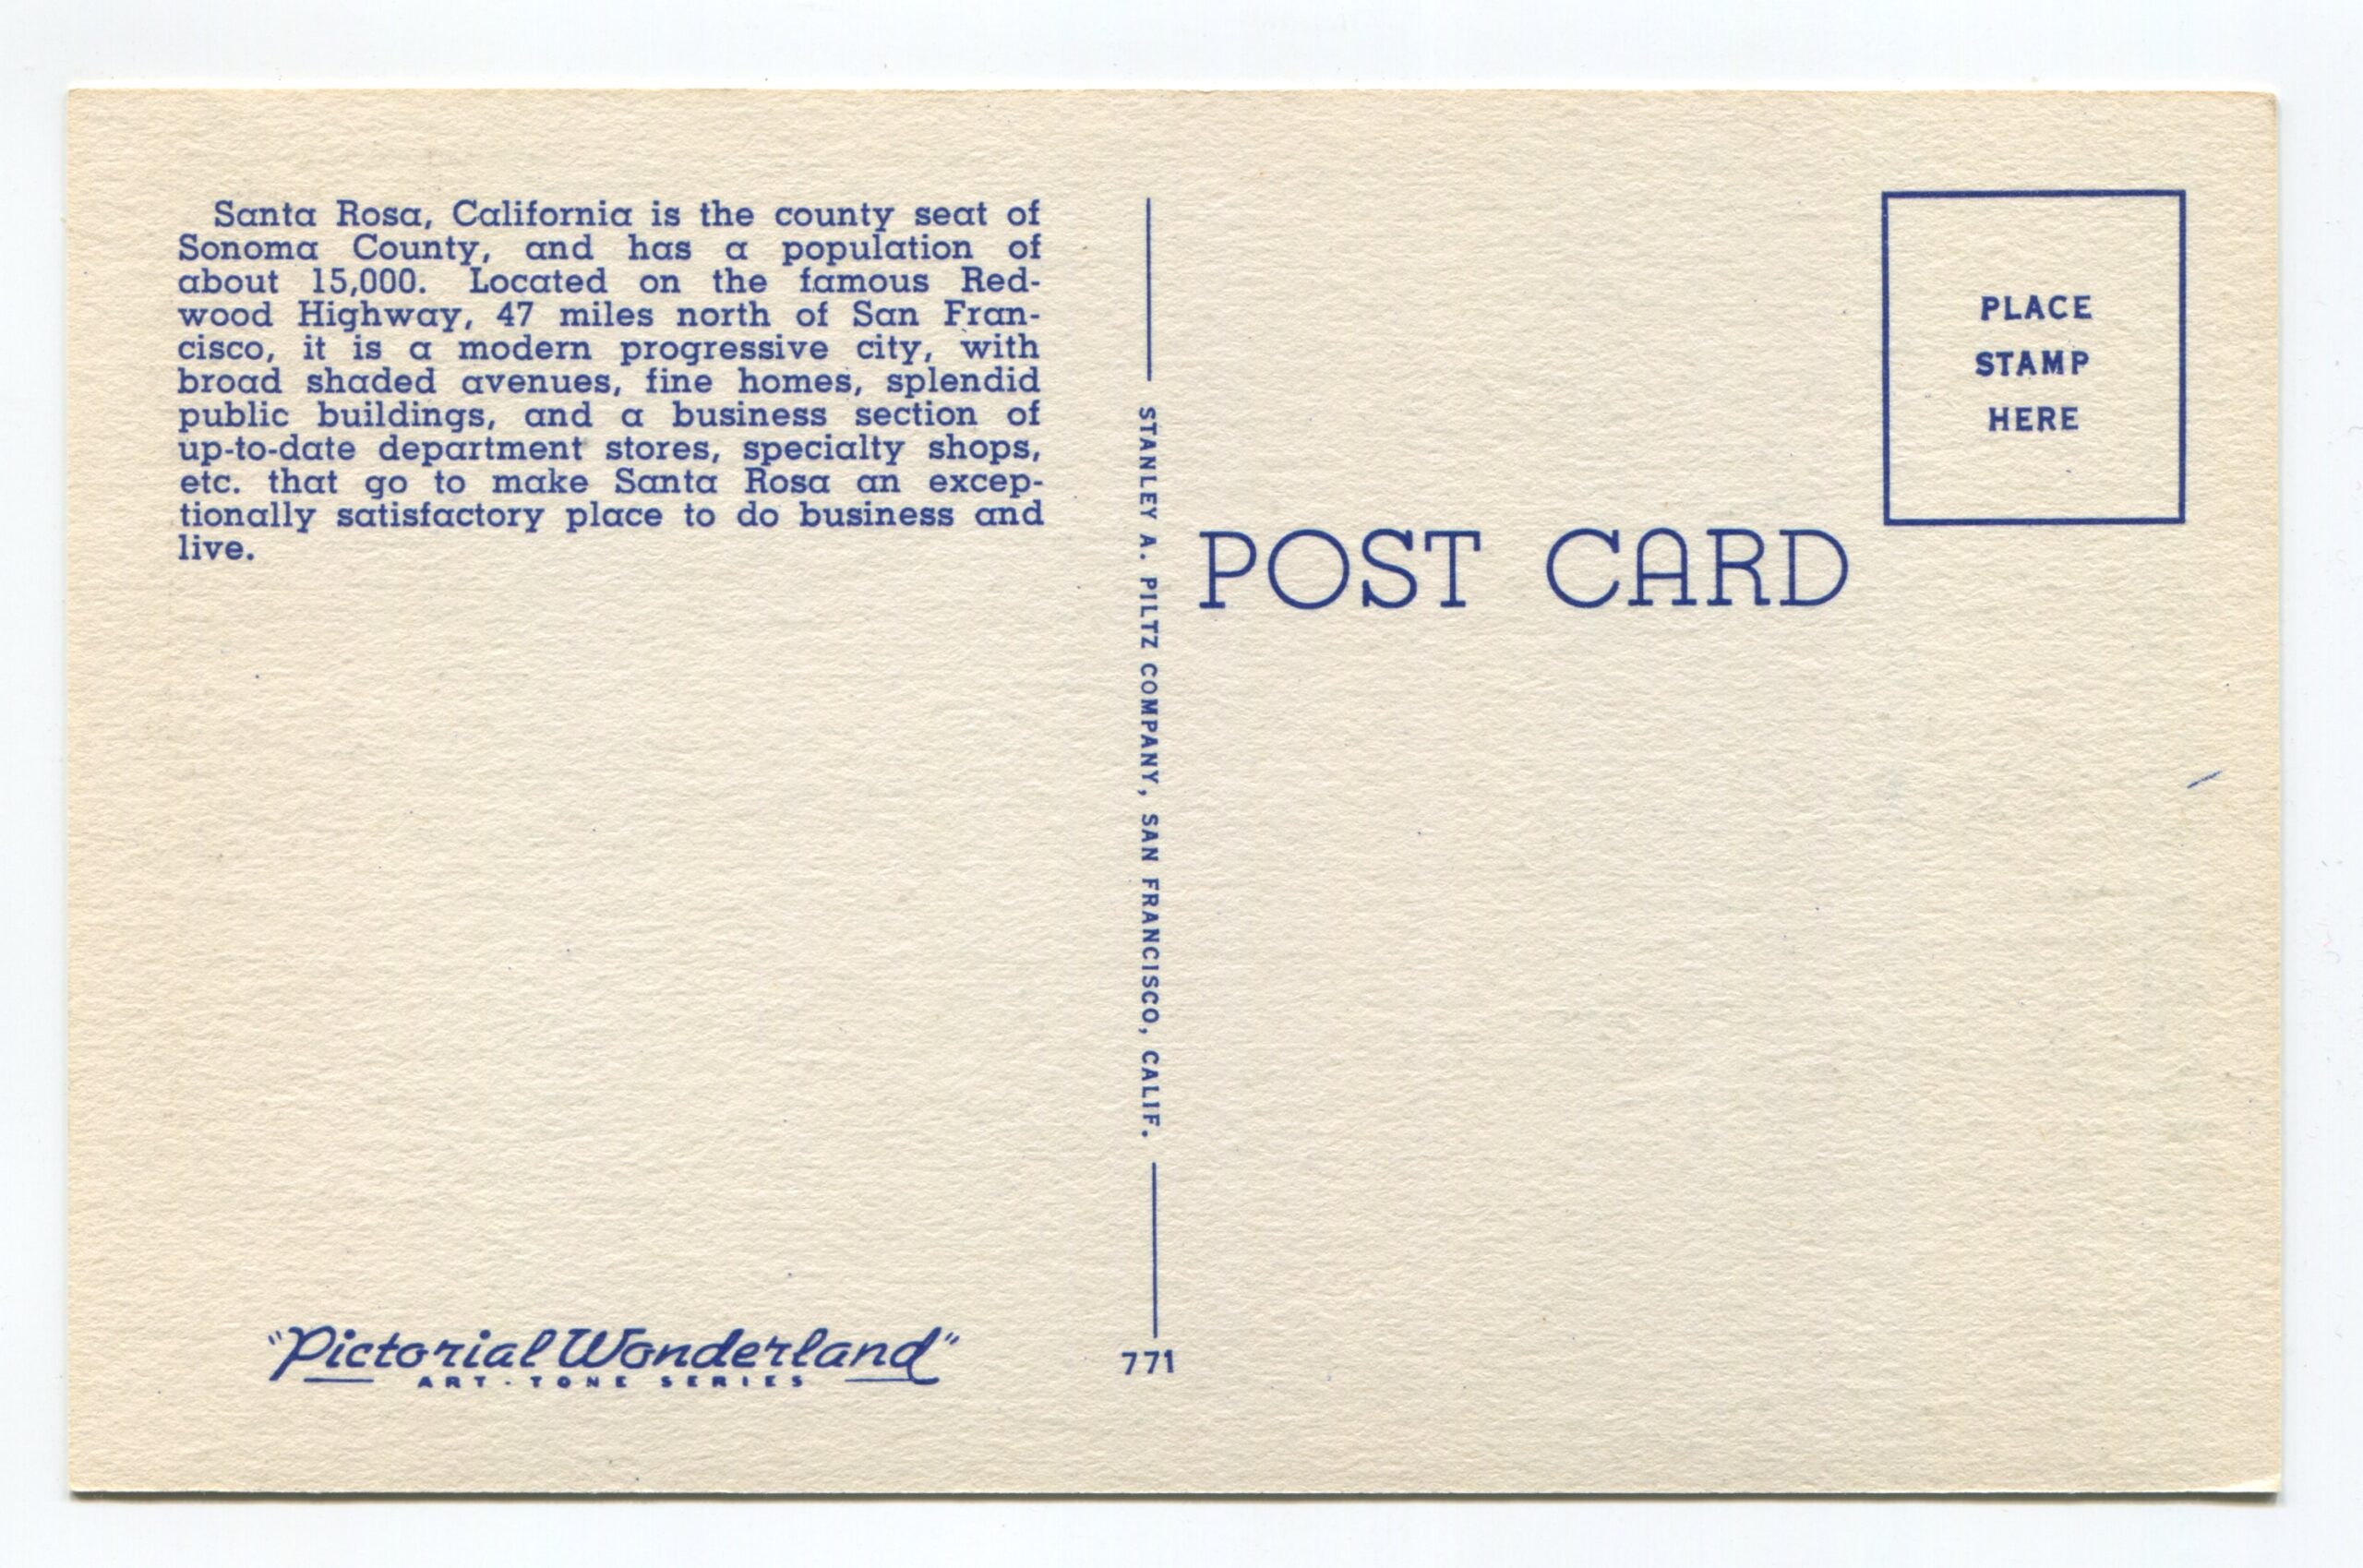 Santa Rosa, California is the county seat of
Sonoma County, and has a population of
about 15,000. Located on the famous Red-
wood Highway, 47 miles north of San Fran-
cisco, it is a modern progressive city, with
broad shaded avenues, fine homes, splendid
public buildings, and a business section of
up-to-date department stores, specialty shops,
etc. that go to make Santa Rosa an excep-
tionally satisfactory place to do business and
live.
"Pictorial Wonderland"
ART-TONE SERIES
STANLEY A. PILTZ COMPANY, SAN FRANCISCO, CALIF.
771
POST CARD
PLACE
STAMP
HERE